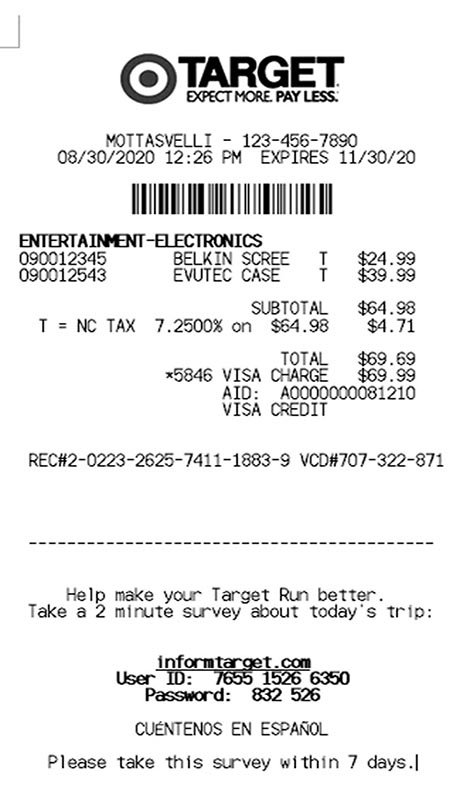 TARGET
EXPECT MORE. PAY LESS.
MOTTASVELLI - 123-456-7890
08/30/2020 12:26 PM EXPIRES 11/30/20
ENTERTAINMENT-ELECTRONICS
090012345 BELKIN SCREE T $24.99
090012543 EVUTEC CASE T $39.99
SUBTOTAL $64.98
T = NC TAX 7.2500% on $64.98 $4.71
TOTAL $69.69
*5846 VISA CHARGE $69.99
AID: A0000000081210
VISA CREDIT
REC#2-0223-2625-7411-1883-9 VCD#707-322-871
------------------------------------------
Help make your Target Run better.
Take a 2 minute survey about today's trip:
informtarget.com
User ID: 7655 1526 6350
Password: 832 526
CUÉNTENOS EN ESPAÑOL
Please take this survey within 7 days.|